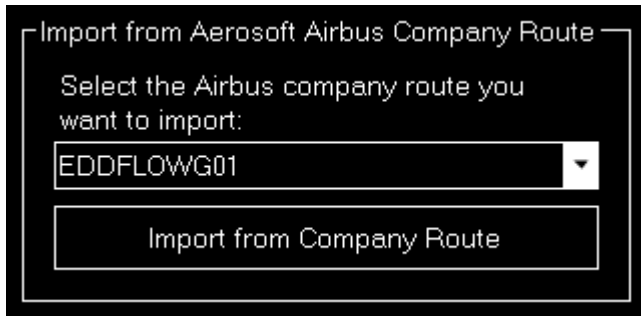 Import from Aerosoft Airbus Company Route
Select the Airbus company route you
want to import:
EDDFLOWG01
Import from Company Route